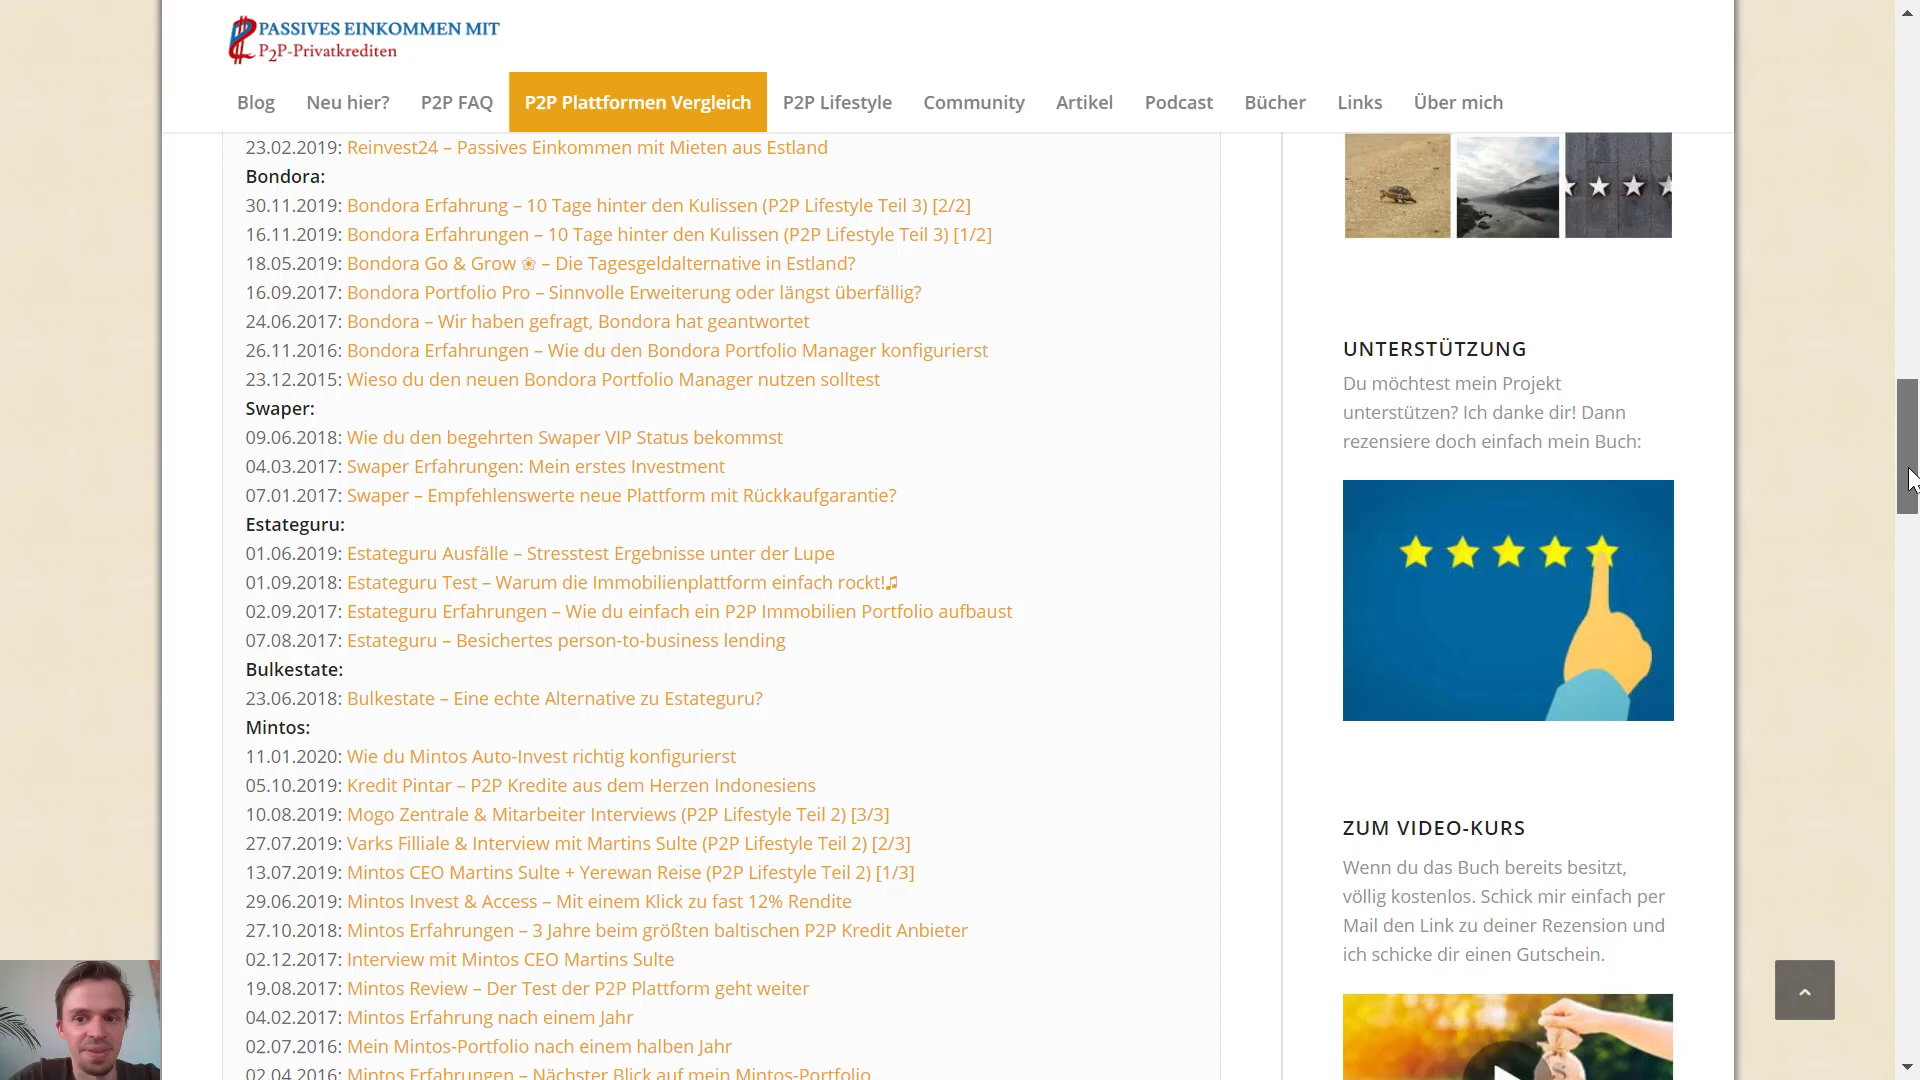 PASSIVES EINKOMMEN MIT
P2P-Privatkrediten
Blog Neu hier? P2P FAQ P2P Plattformen Vergleich P2P Lifestyle Community Artikel Podcast Bücher Links Über mich
23.02.2019: Reinvest24 – Passives Einkommen mit Mieten aus Estland
Bondora:
30.11.2019: Bondora Erfahrung – 10 Tage hinter den Kulissen (P2P Lifestyle Teil 3) [2/2]
16.11.2019: Bondora Erfahrungen – 10 Tage hinter den Kulissen (P2P Lifestyle Teil 3) [1/2]
18.05.2019: Bondora Go & Grow ❀ – Die Tagesgeldalternative in Estland?
16.09.2017: Bondora Portfolio Pro – Sinnvolle Erweiterung oder längst überfällig?
24.06.2017: Bondora – Wir haben gefragt, Bondora hat geantwortet
26.11.2016: Bondora Erfahrungen – Wie du den Bondora Portfolio Manager konfigurierst
23.12.2015: Wieso du den neuen Bondora Portfolio Manager nutzen solltest
Swaper:
09.06.2018: Wie du den begehrten Swaper VIP Status bekommst
04.03.2017: Swaper Erfahrungen: Mein erstes Investment
07.01.2017: Swaper – Empfehlenswerte neue Plattform mit Rückkaufgarantie?
Estateguru:
01.06.2019: Estateguru Ausfälle – Stresstest Ergebnisse unter der Lupe
01.09.2018: Estateguru Test – Warum die Immobilienplattform einfach rockt!♫
02.09.2017: Estateguru Erfahrungen – Wie du einfach ein P2P Immobilien Portfolio aufbaust
07.08.2017: Estateguru – Besichertes person-to-business lending
Bulkestate:
23.06.2018: Bulkestate – Eine echte Alternative zu Estateguru?
Mintos:
11.01.2020: Wie du Mintos Auto-Invest richtig konfigurierst
05.10.2019: Kredit Pintar – P2P Kredite aus dem Herzen Indonesiens
10.08.2019: Mogo Zentrale & Mitarbeiter Interviews (P2P Lifestyle Teil 2) [3/3]
27.07.2019: Varks Filliale & Interview mit Martins Sulte (P2P Lifestyle Teil 2) [2/3]
13.07.2019: Mintos CEO Martins Sulte + Yerewan Reise (P2P Lifestyle Teil 2) [1/3]
29.06.2019: Mintos Invest & Access – Mit einem Klick zu fast 12% Rendite
27.10.2018: Mintos Erfahrungen – 3 Jahre beim größten baltischen P2P Kredit Anbieter
02.12.2017: Interview mit Mintos CEO Martins Sulte
19.08.2017: Mintos Review – Der Test der P2P Plattform geht weiter
04.02.2017: Mintos Erfahrung nach einem Jahr
02.07.2016: Mein Mintos-Portfolio nach einem halben Jahr
02.04.2016: Mintos Erfahrungen – Nächster Blick auf mein Mintos-Portfolio
UNTERSTÜTZUNG
Du möchtest mein Projekt
unterstützen? Ich danke dir! Dann
rezensiere doch einfach mein Buch:
ZUM VIDEO-KURS
Wenn du das Buch bereits besitzt,
völlig kostenlos. Schick mir einfach per
Mail den Link zu deiner Rezension und
ich schicke dir einen Gutschein.